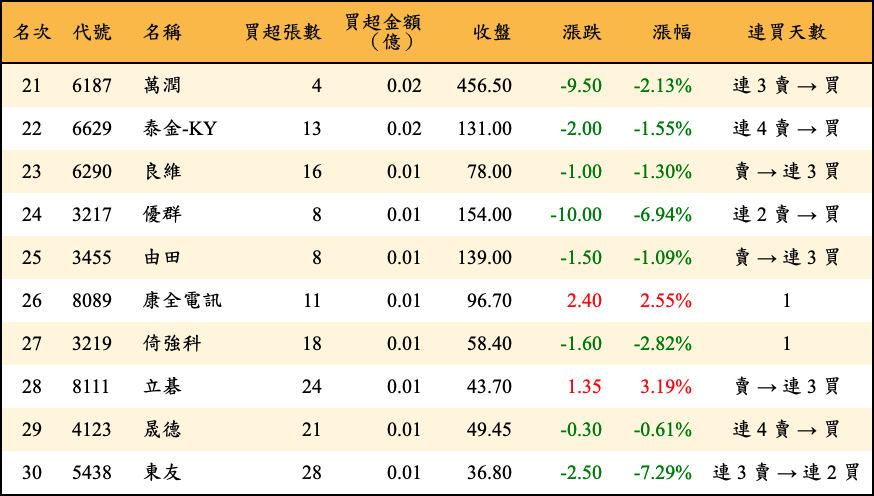 名次 代號 名稱 買超張數 買超金額（億） 收盤 漲跌 漲幅 連買天數
21 6187 萬潤 4 0.02 456.50 -9.50 -2.13% 連 3 賣 → 買
22 6629 泰金-KY 13 0.02 131.00 -2.00 -1.55% 連 4 賣 → 買
23 6290 良維 16 0.01 78.00 -1.00 -1.30% 賣 → 連 3 買
24 3217 優群 8 0.01 154.00 -10.00 -6.94% 連 2 賣 → 買
25 3455 由田 8 0.01 139.00 -1.50 -1.09% 賣 → 連 3 買
26 8089 康全電訊 11 0.01 96.70 2.40 2.55% 1
27 3219 倚強科 18 0.01 58.40 -1.60 -2.82% 1
28 8111 立碁 24 0.01 43.70 1.35 3.19% 賣 → 連 3 買
29 4123 晟德 21 0.01 49.45 -0.30 -0.61% 連 4 賣 → 買
30 5438 東友 28 0.01 36.80 -2.50 -7.29% 連 3 賣 → 連 2 買